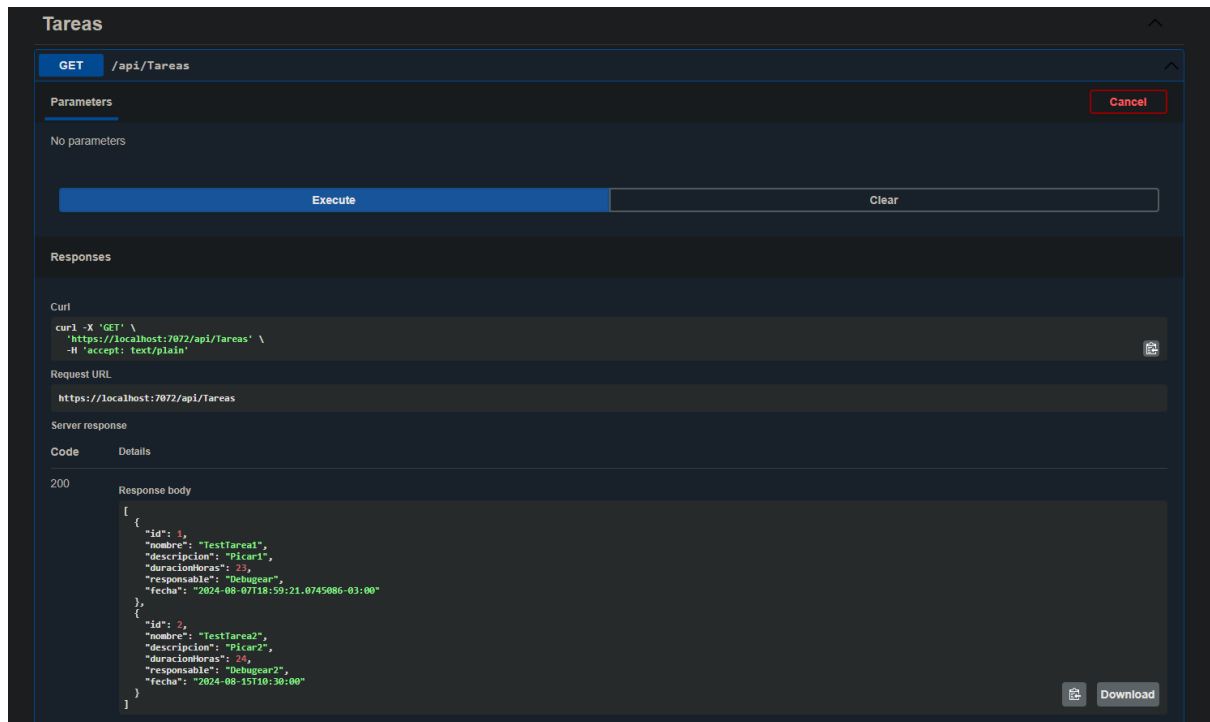 Tareas
GET /api/Tareas
Parameters Cancel
No parameters
Execute Clear
Responses
Curl
curl -X 'GET' \
'https://localhost:7072/api/Tareas' \
-H 'accept: text/plain'
Request URL
https://localhost:7072/api/Tareas
Server response
Code Details
200
Response body
[
{
"id": 1,
"nombre": "TestTarea1",
"descripcion": "Picar1",
"duracionHoras": 23,
"responsable": "Debugear",
"fecha": "2024-08-07T18:59:21.0745086-03:00"
},
{
"id": 2,
"nombre": "TestTarea2",
"descripcion": "Picar2",
"duracionHoras": 24,
"responsable": "Debugear2",
"fecha": "2024-08-15T10:30:00"
}
]
Download